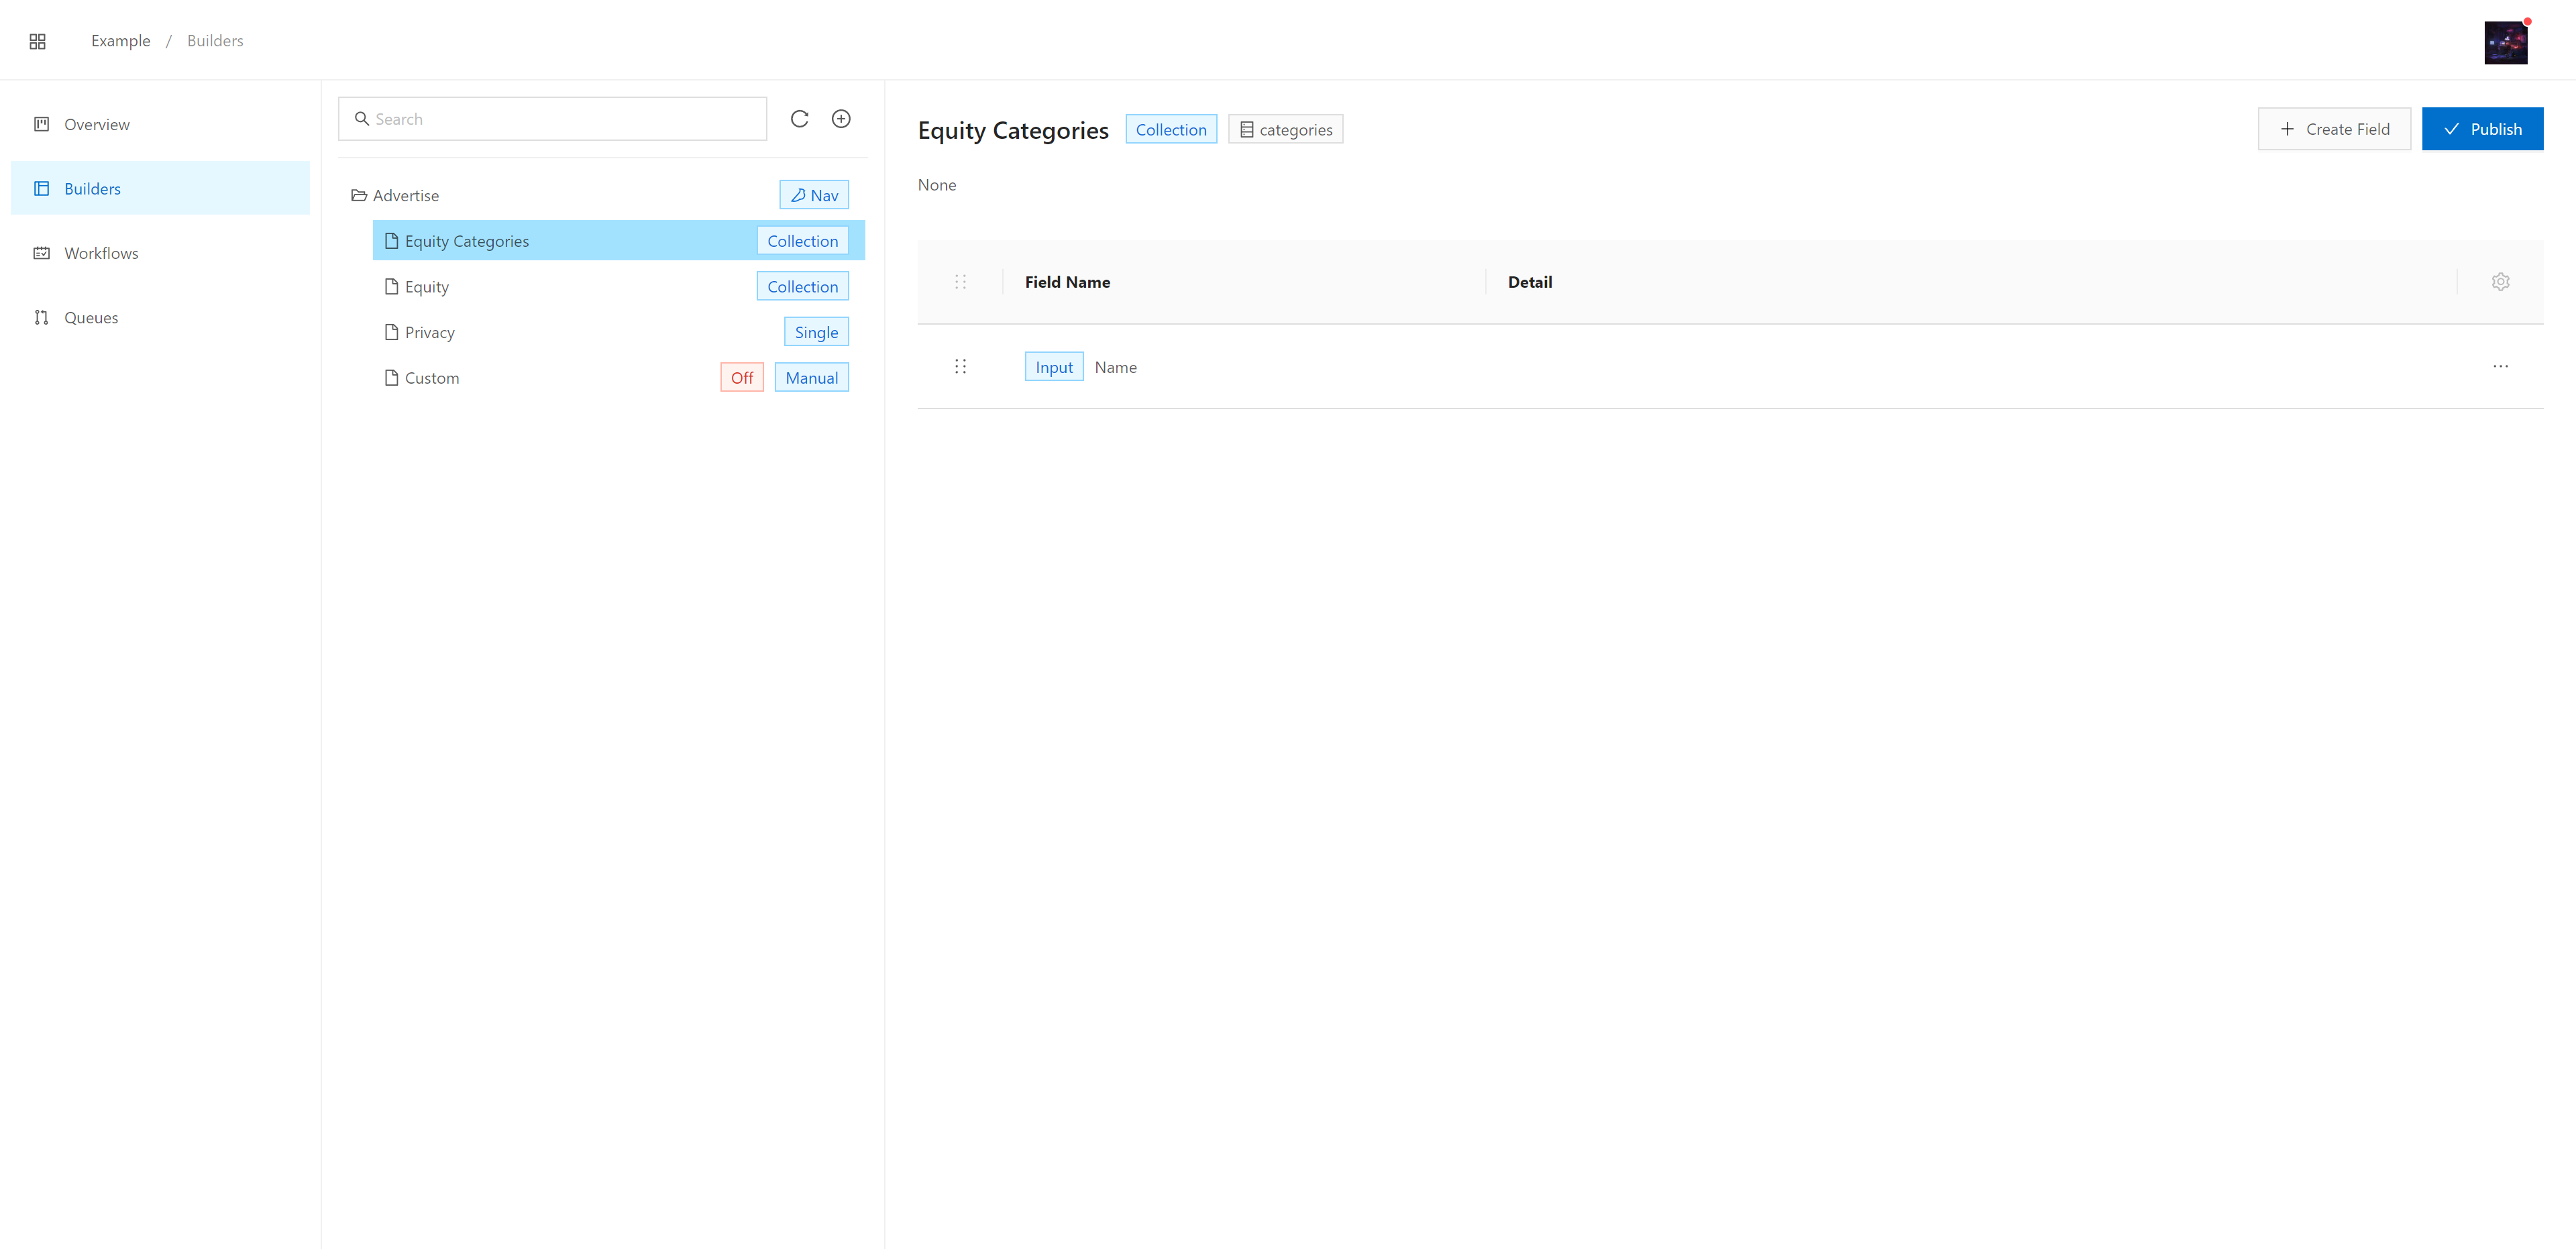 Example / Builders
Overview
Builders
Workflows
Queues
Search
Advertise Nav
Equity Categories Collection
Equity Collection
Privacy Single
Custom Off Manual
Equity Categories Collection categories
Create Field Publish
None
Field Name Detail
Input Name